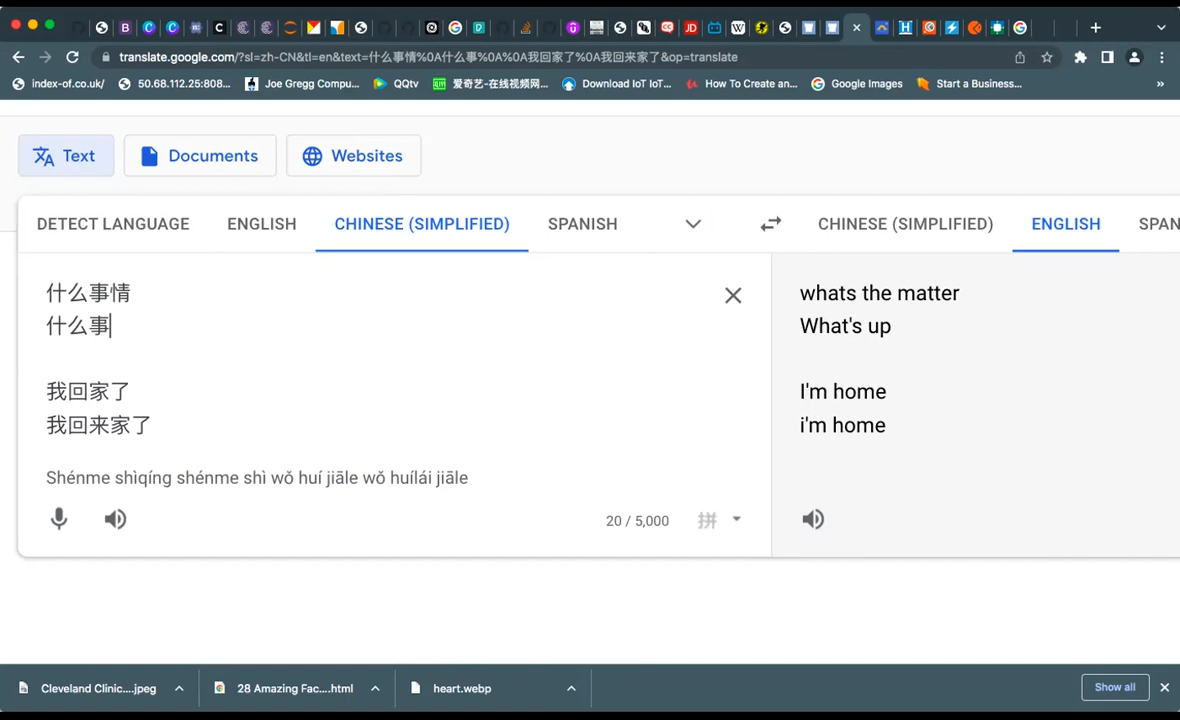 translate.google.com/?sl=zh-CN&tl=en&text=什么事情%0A什么事%0A%0A我回家了%0A我回来家了&op=translate
index-of.co.uk/
50.68.112.25:808...
Joe Gregg Compu...
QQtv
爱奇艺-在线视频网...
Download IoT IoT...
How To Create an...
Google Images
Start a Business...
»
Text
Documents
Websites
DETECT LANGUAGE
ENGLISH
CHINESE (SIMPLIFIED)
SPANISH
CHINESE (SIMPLIFIED)
ENGLISH
SPAN
什么事情
什么事
我回家了
我回来家了
Shénme shìqíng shénme shì wǒ huí jiāle wǒ huílái jiāle
20 / 5,000
拼
whats the matter
What's up
I'm home
i'm home
Cleveland Clinic....jpeg
28 Amazing Fac....html
heart.webp
Show all